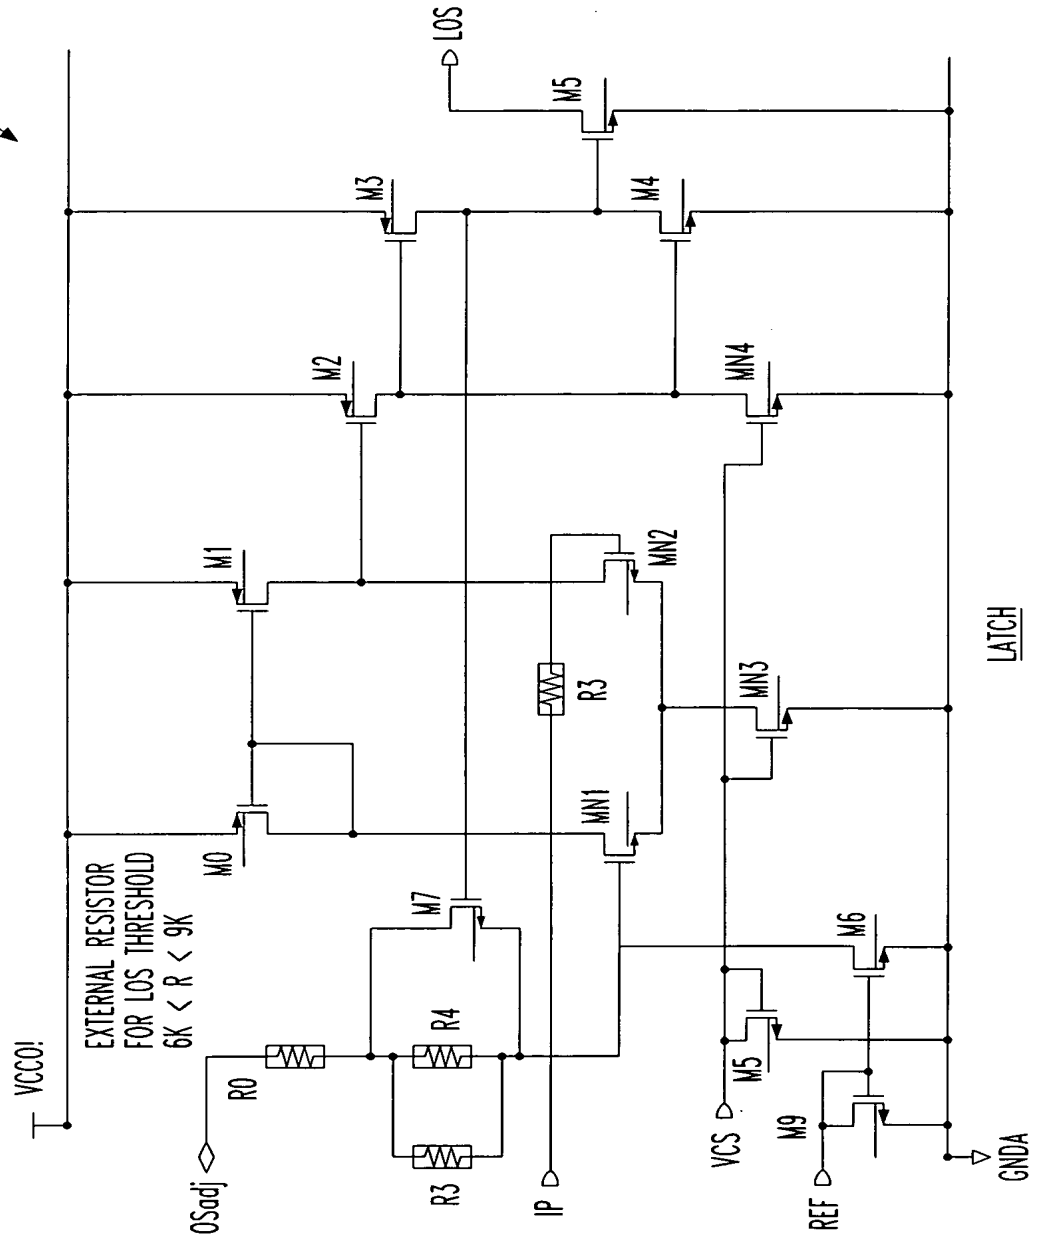 VCCO!
EXTERNAL RESISTOR
FOR LOS THRESHOLD
6K < R < 9K
OSadj
M0
M1
R0
M2
M3
M7
R3
R4
LOS
IP
M5
R3
MN1
M4
MN2
VCS
MN4
M5
MN3
M9
REF
M6
GNDA
LATCH